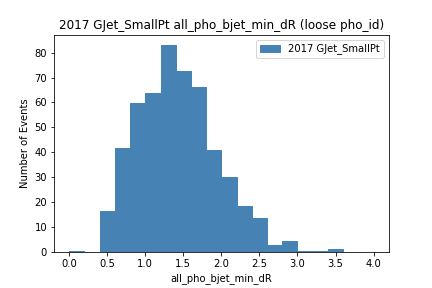 2017 GJet_SmallPt all_pho_bjet_min_dR (loose pho_id)
2017 GJet_SmallPt
Number of Events
80
70
60
50
40
30
20
10
0
0.0 0.5 1.0 1.5 2.0 2.5 3.0 3.5 4.0
all_pho_bjet_min_dR